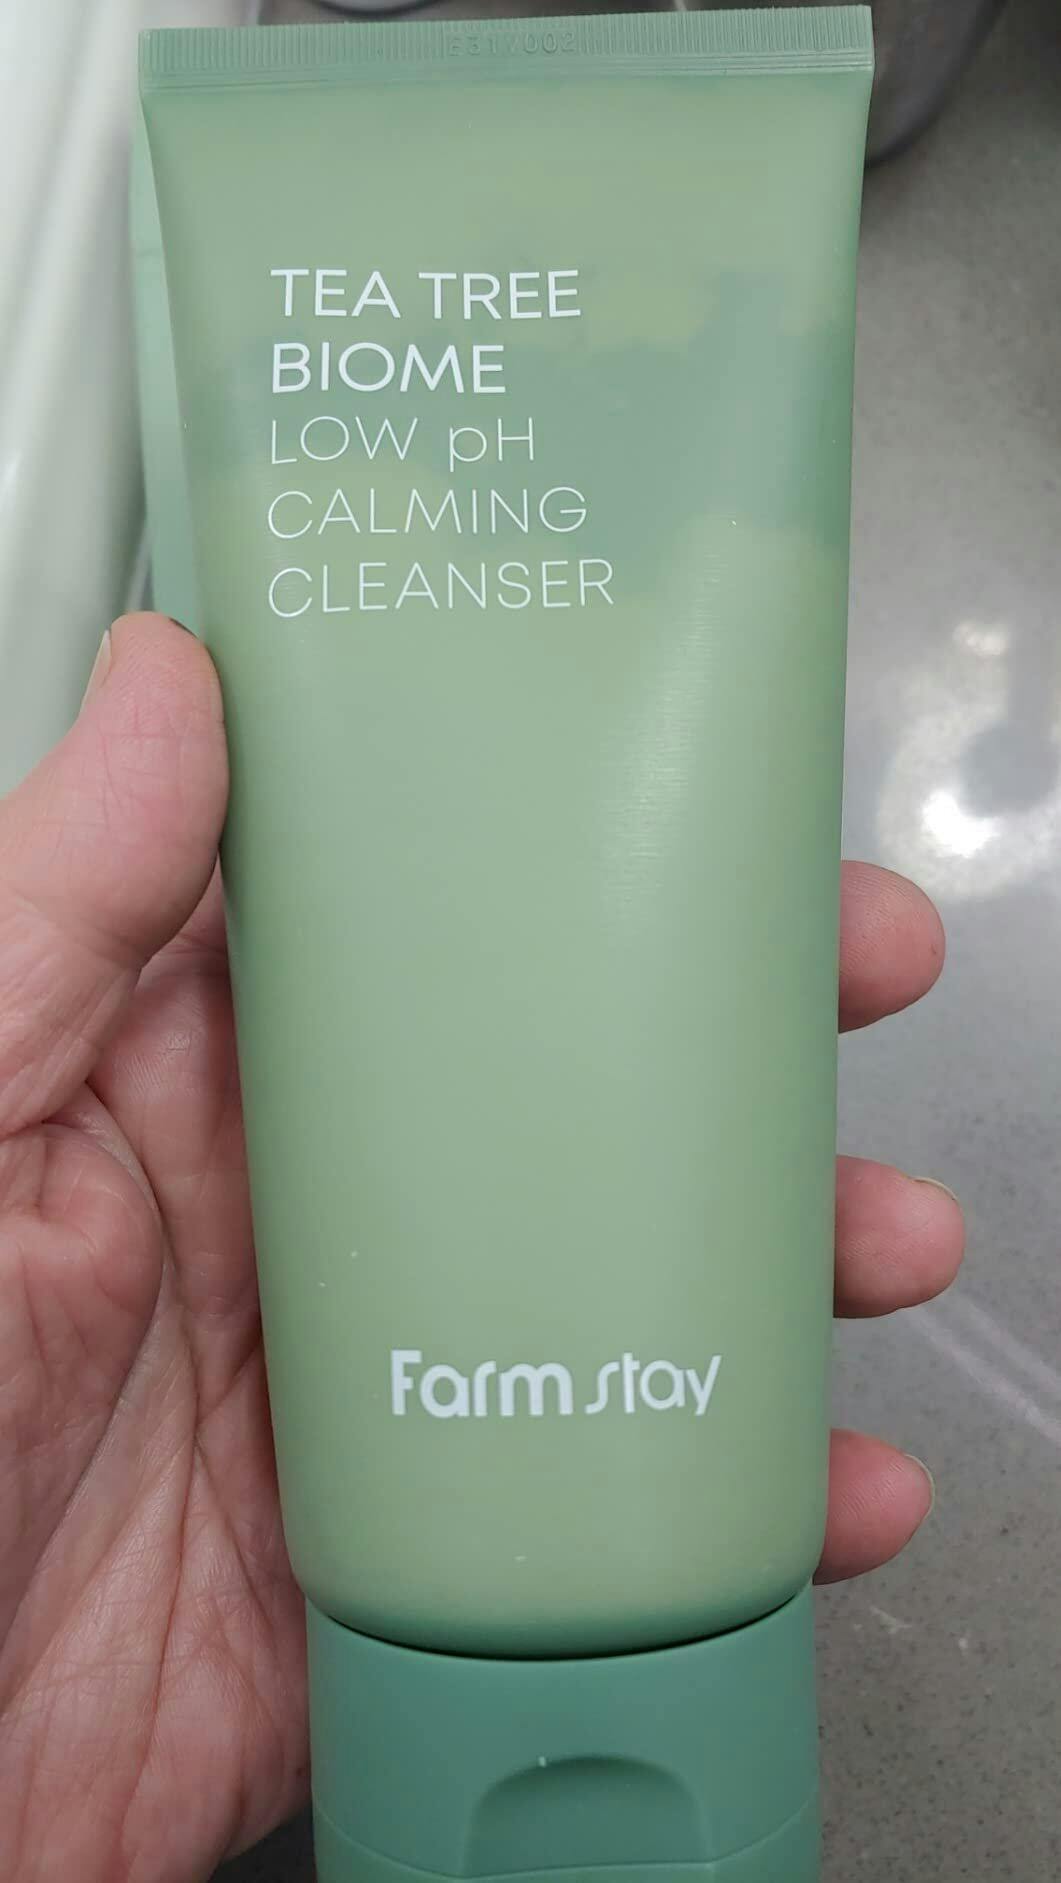 TEA TREE
BIOME
LOW pH
CALMING
CLEANSER
Farm stay